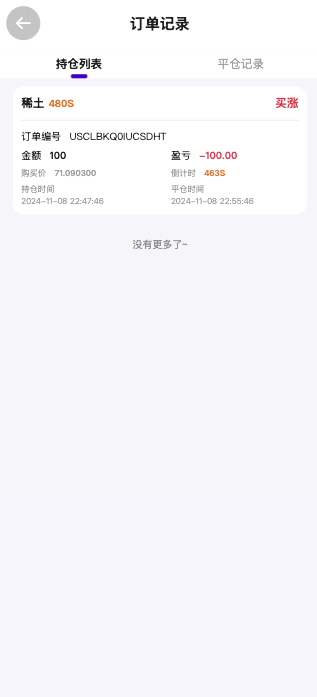 订单记录
持仓列表 平仓记录
稀土 480S 买涨
订单编号 USCLBKQ0IUCSDHT
金额 100 盈亏 -100.00
购买价 71.090300 倒计时 463S
持仓时间 平仓时间
2024-11-08 22:47:46 2024-11-08 22:55:46
没有更多了~